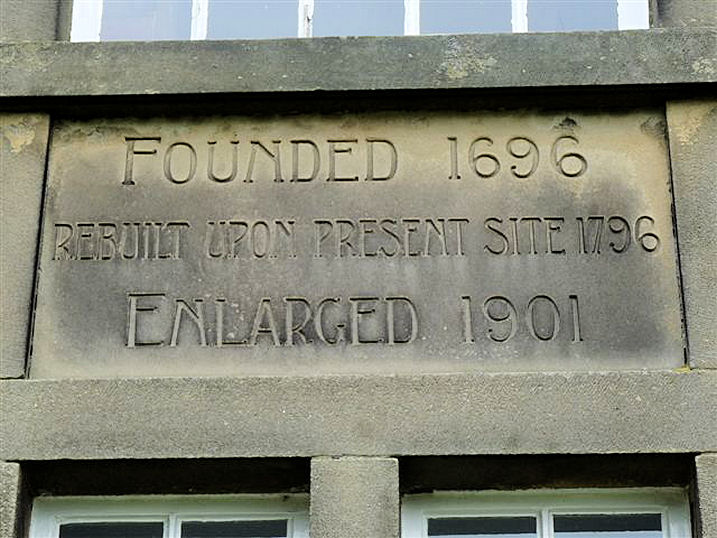 FOUNDED 1696
REBUILT UPON PRESENT SITE 1796
ENLARGED 1901